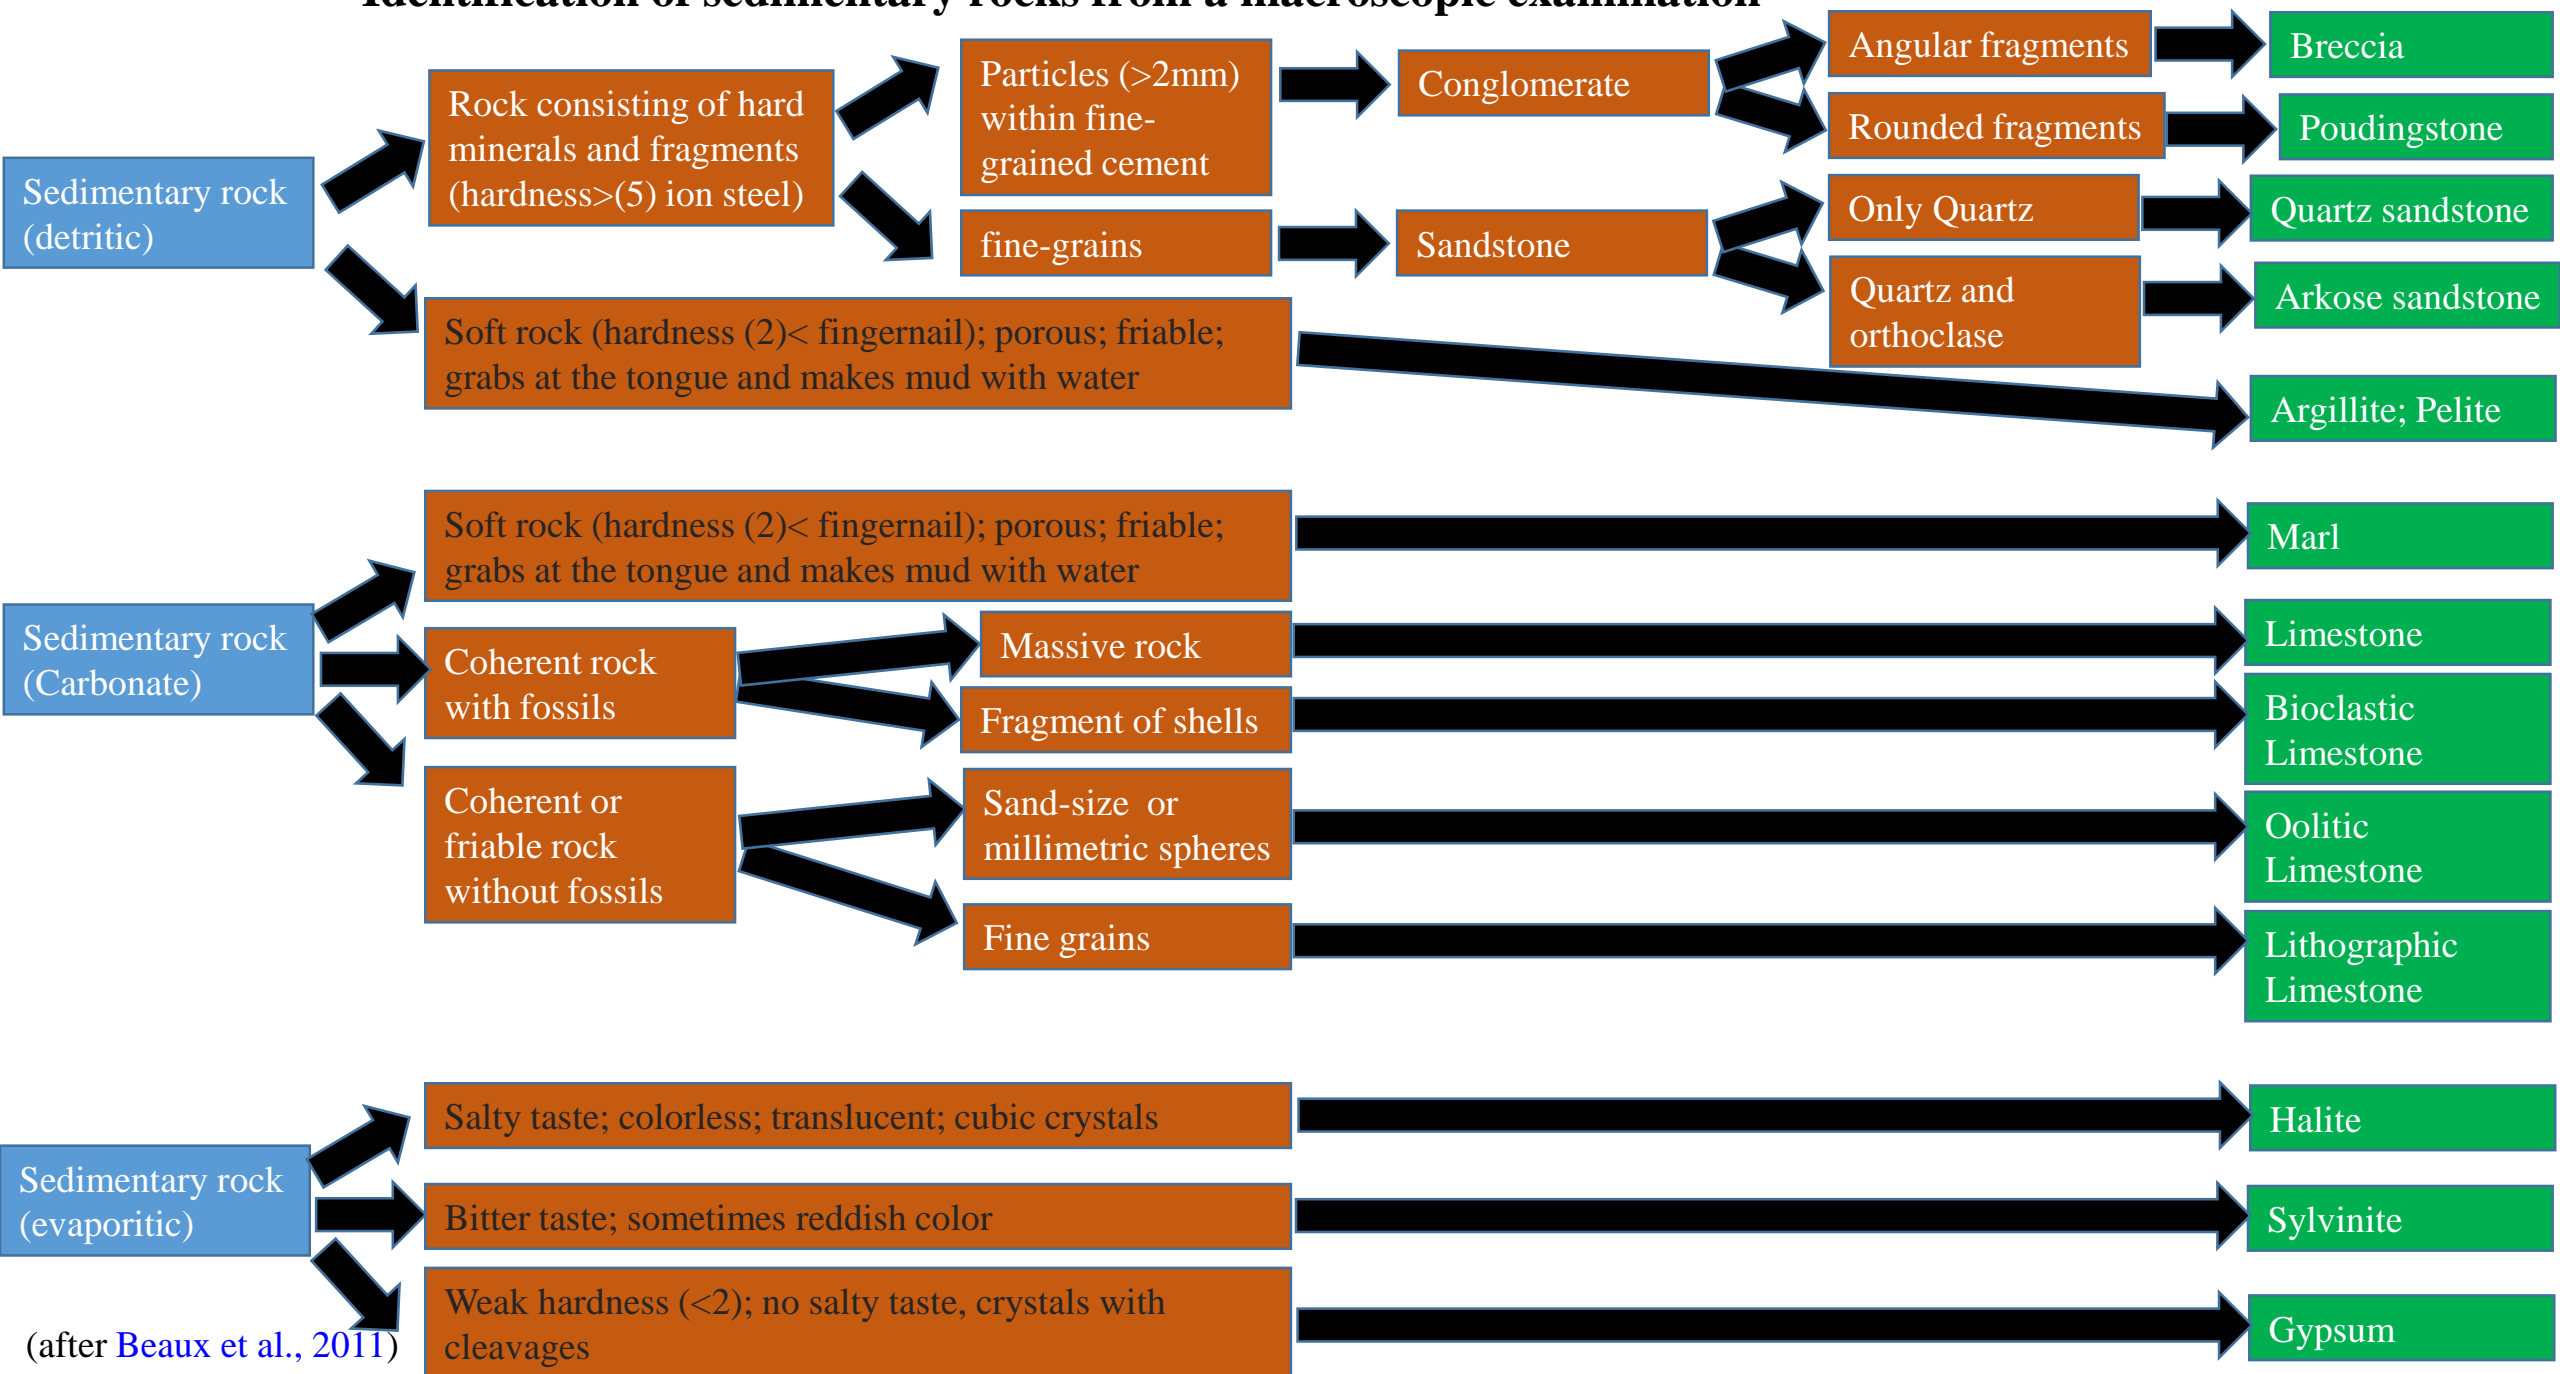 Identification of sedimentary rocks from a macroscopic examination
Sedimentary rock
(detritic)
Rock consisting of hard
minerals and fragments
(hardness>(5) ion steel)
Particles (>2mm)
within fine-
grained cement
Conglomerate
Angular fragments
Breccia
Rounded fragments
Poudingstone
fine-grains
Sandstone
Only Quartz
Quartz sandstone
Quartz and
orthoclase
Arkose sandstone
Soft rock (hardness (2)< fingernail); porous; friable;
grabs at the tongue and makes mud with water
Argillite; Pelite
Sedimentary rock
(Carbonate)
Soft rock (hardness (2)< fingernail); porous; friable;
grabs at the tongue and makes mud with water
Marl
Coherent rock
with fossils
Massive rock
Limestone
Fragment of shells
Bioclastic
Limestone
Coherent or
friable rock
without fossils
Sand-size or
millimetric spheres
Oolitic
Limestone
Fine grains
Lithographic
Limestone
Sedimentary rock
(evaporitic)
Salty taste; colorless; translucent; cubic crystals
Halite
Bitter taste; sometimes reddish color
Sylvinite
Weak hardness (<2); no salty taste, crystals with
cleavages
Gypsum
(after Beaux et al., 2011)